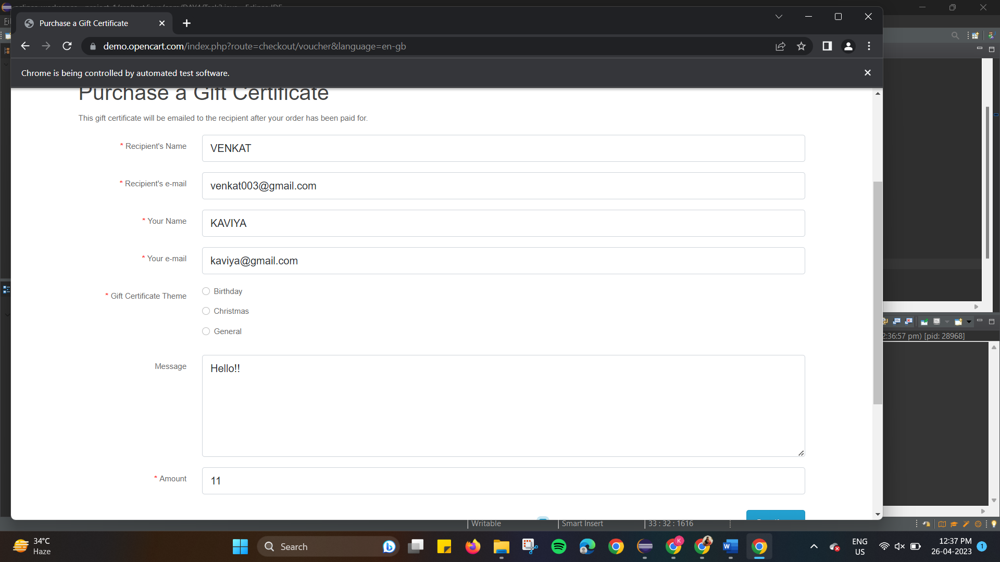 Purchase a Gift Certificate
demo.opencart.com/index.php?route=checkout/voucher&language=en-gb
Chrome is being controlled by automated test software.
Purchase a Gift Certificate
This gift certificate will be emailed to the recipient after your order has been paid for.
* Recipient's Name
VENKAT
* Recipient's e-mail
venkat003@gmail.com
* Your Name
KAVIYA
* Your e-mail
kaviya@gmail.com
* Gift Certificate Theme
Birthday
Christmas
General
2:36:57 pm) [pid: 28968]
Message
Hello!!
* Amount
11
Writable
Smart Insert
33 : 32 : 1616
34°C
Haze
Search
K
W
ENG
US
12:37 PM
26-04-2023
1